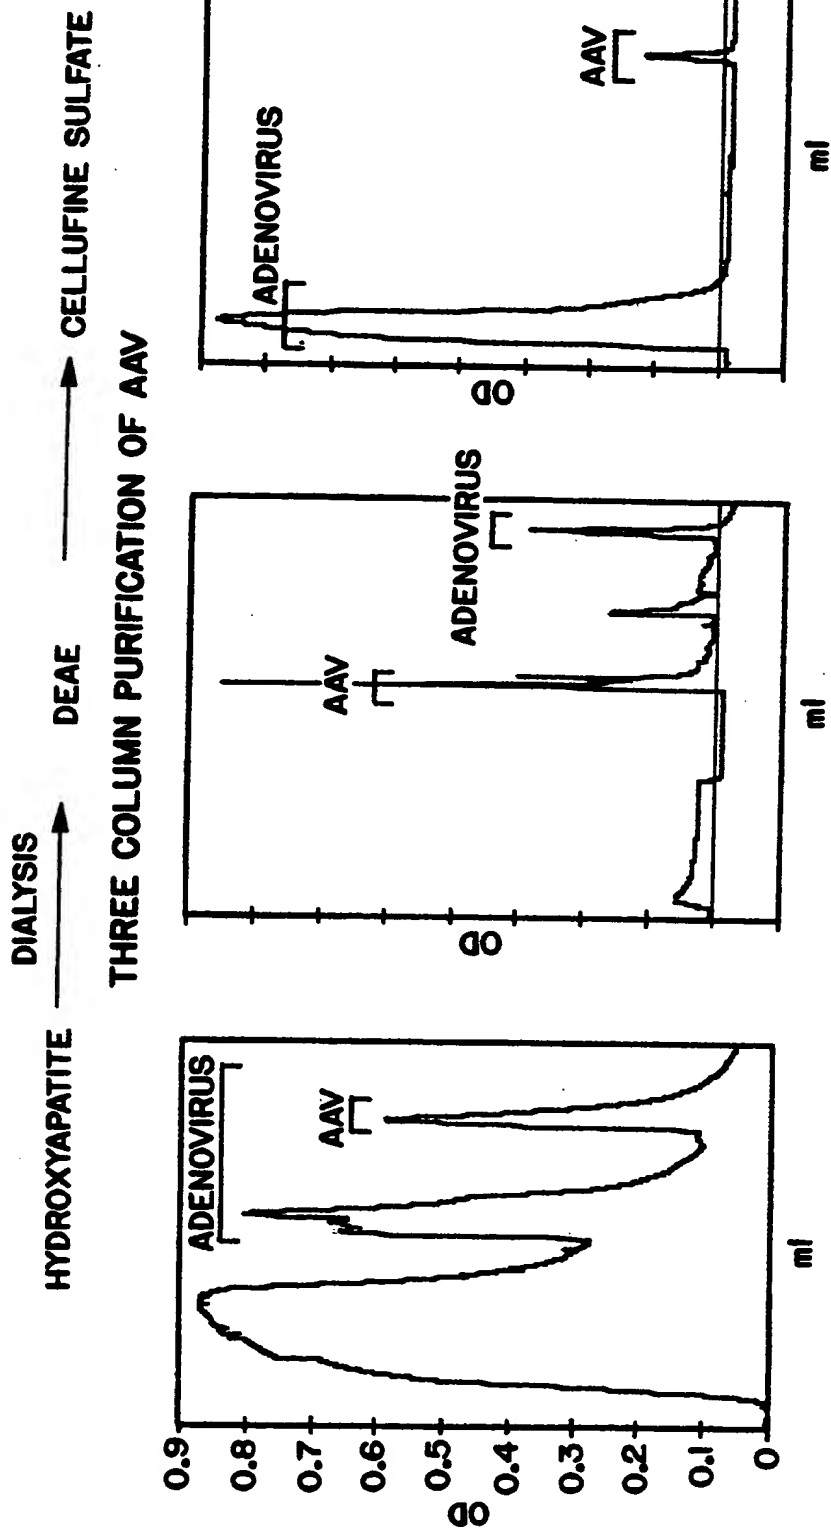 DIALYSIS
HYDROXYAPATITE DEAE CELLUFINE SULFATE
THREE COLUMN PURIFICATION OF AAV
0.9
0.8
0.7
0.6
0.5
0.4
0.3
0.2
0.1
0
OD
ADENOVIRUS
AAV
ml
OD
AAV
ADENOVIRUS
ml
OD
ADENOVIRUS
AAV
ml